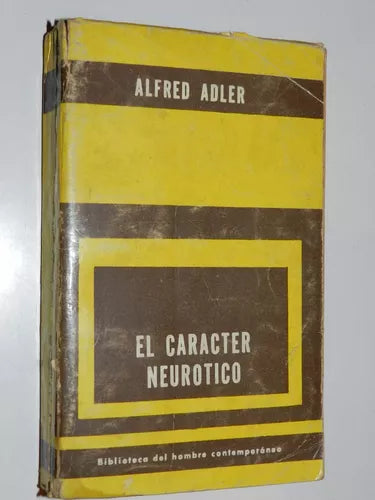 ALFRED ADLER
EL CARACTER
NEUROTICO
Biblioteca del hombre contemporáneo